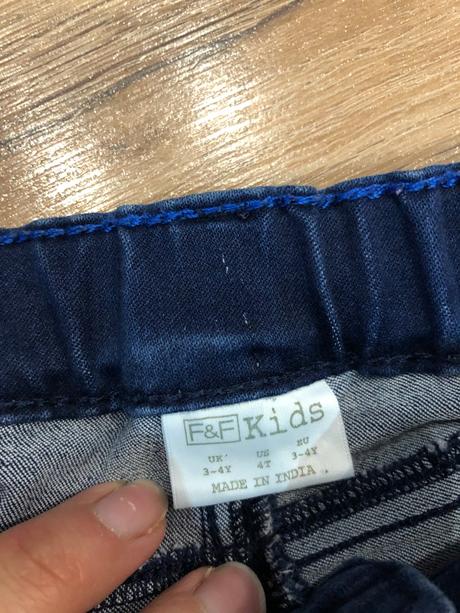 F&F Kids
UK US EU
3-4Y 4T 3-4Y
MADE IN INDIA